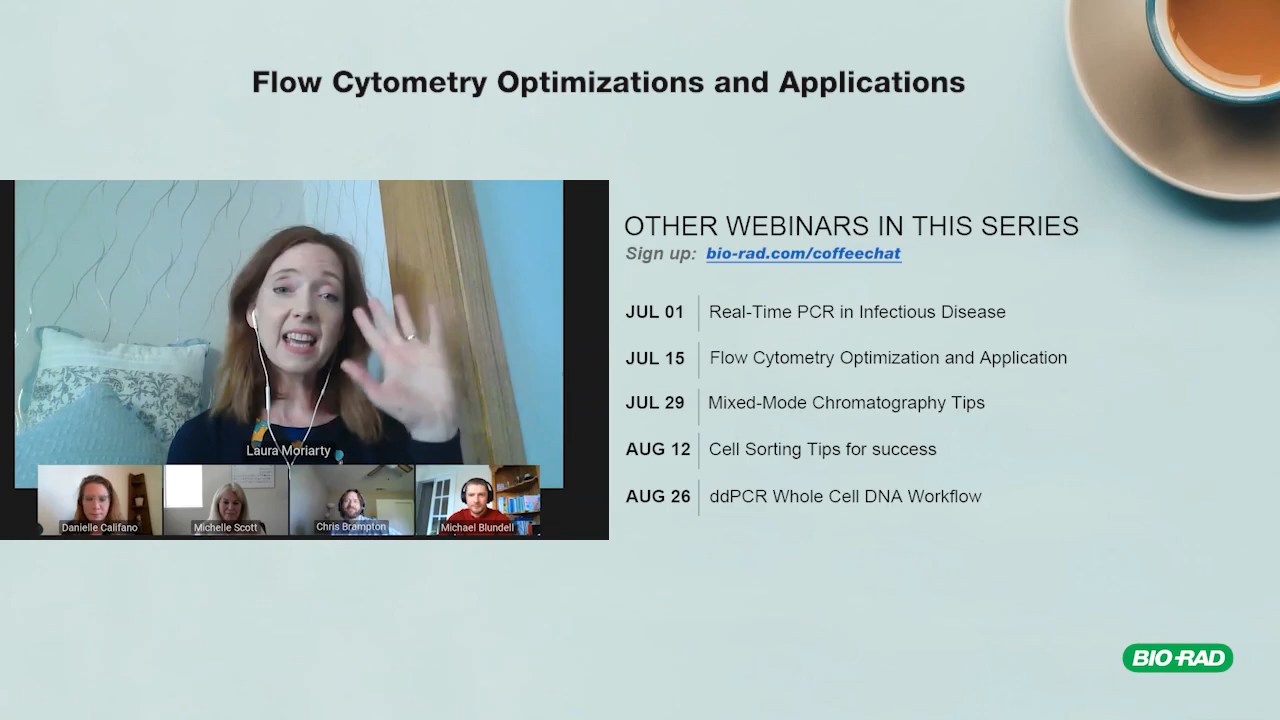 Flow Cytometry Optimizations and Applications
Laura Moriarty
Danielle Califano
Michelle Scott
Chris Brampton
Michael Blundell
OTHER WEBINARS IN THIS SERIES
Sign up: bio-rad.com/coffeechat
JUL 01 Real-Time PCR in Infectious Disease
JUL 15 Flow Cytometry Optimization and Application
JUL 29 Mixed-Mode Chromatography Tips
AUG 12 Cell Sorting Tips for success
AUG 26 ddPCR Whole Cell DNA Workflow
BIO-RAD